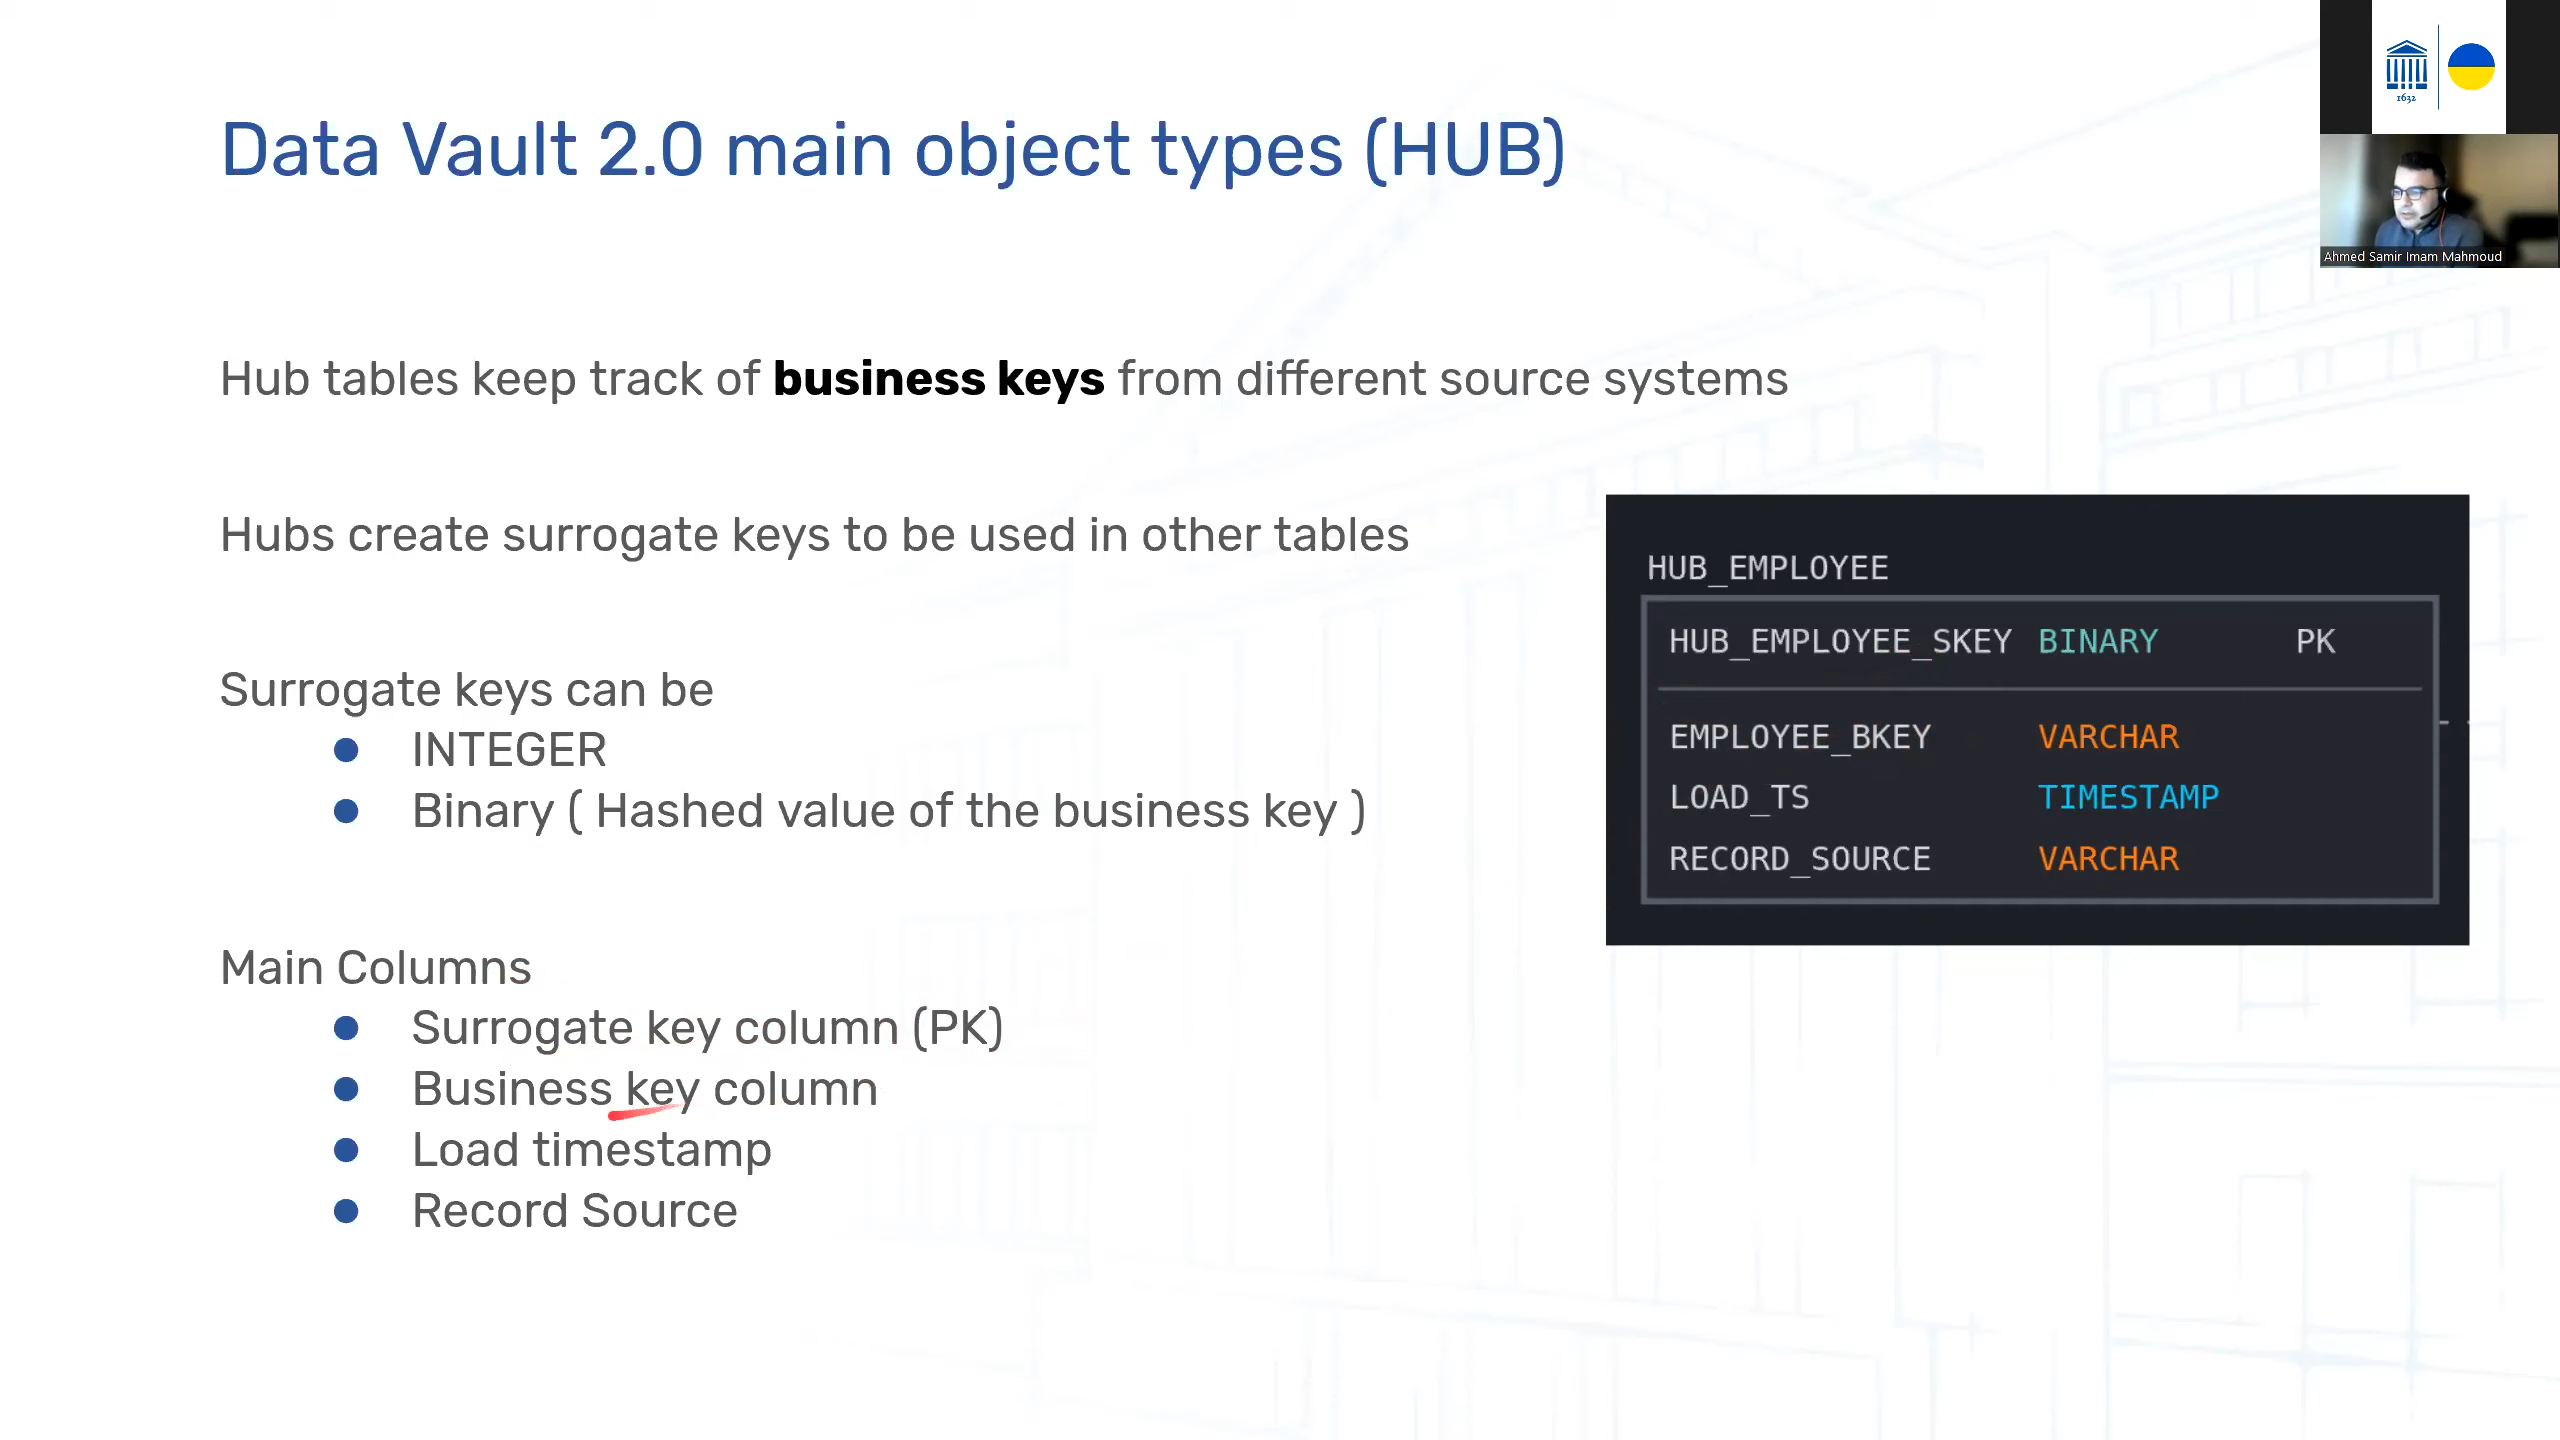 Data Vault 2.0 main object types (HUB)
1632
Ahmed Samir Imam Mahmoud
Hub tables keep track of business keys from different source systems
Hubs create surrogate keys to be used in other tables
Surrogate keys can be
● INTEGER
● Binary ( Hashed value of the business key )
Main Columns
● Surrogate key column (PK)
● Business key column
● Load timestamp
● Record Source
HUB_EMPLOYEE
HUB_EMPLOYEE_SKEY BINARY PK
EMPLOYEE_BKEY VARCHAR
LOAD_TS TIMESTAMP
RECORD_SOURCE VARCHAR